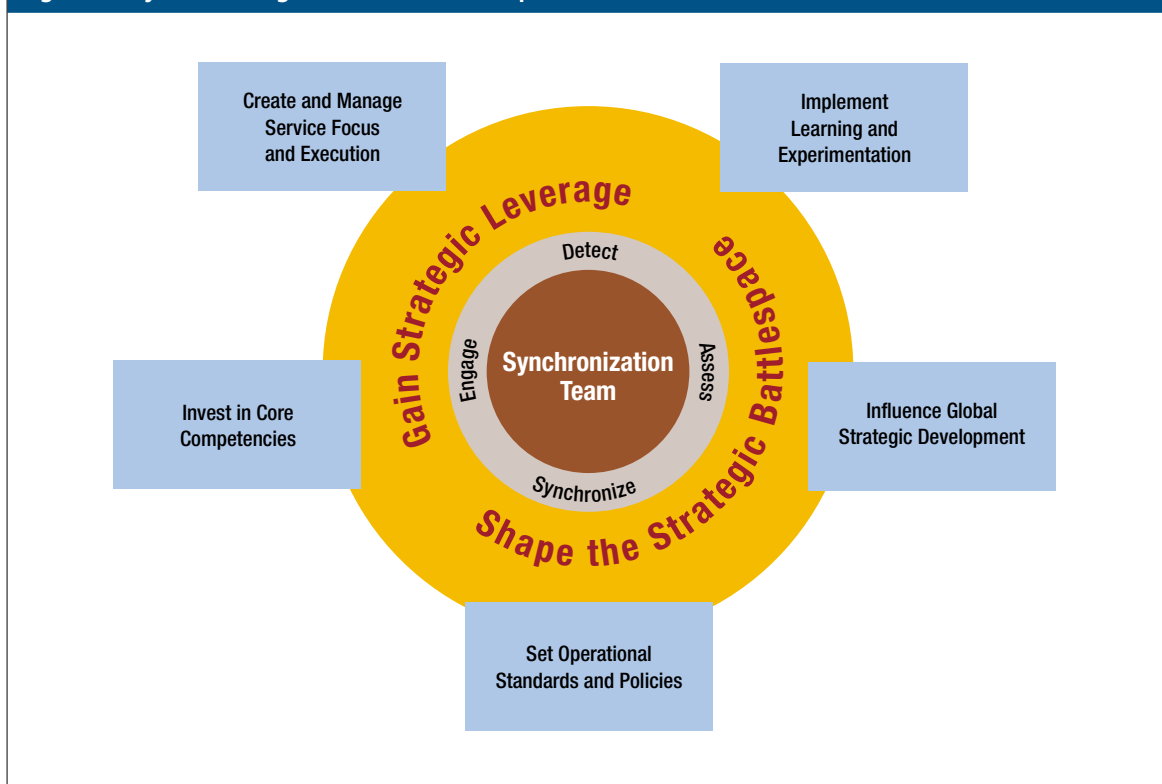 Create and Manage
Service Focus
and Execution
Implement
Learning and
Experimentation
Gain Strategic Leverage
Shape the Strategic Battlespace
Detect
Assess
Synchronize
Engage
Synchronization
Team
Invest in Core
Competencies
Influence Global
Strategic Development
Set Operational
Standards and Policies